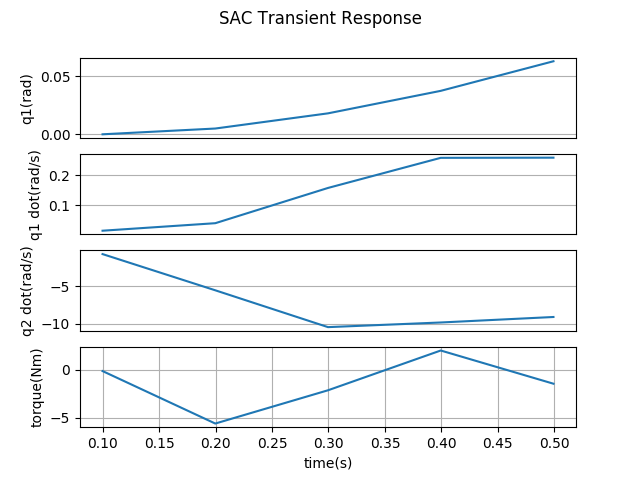 SAC Transient Response
q1(rad)
0.05
0.00
q1 dot(rad/s)
0.2
0.1
q2 dot(rad/s)
−5
−10
torque(Nm)
0
−5
0.10 0.15 0.20 0.25 0.30 0.35 0.40 0.45 0.50
time(s)